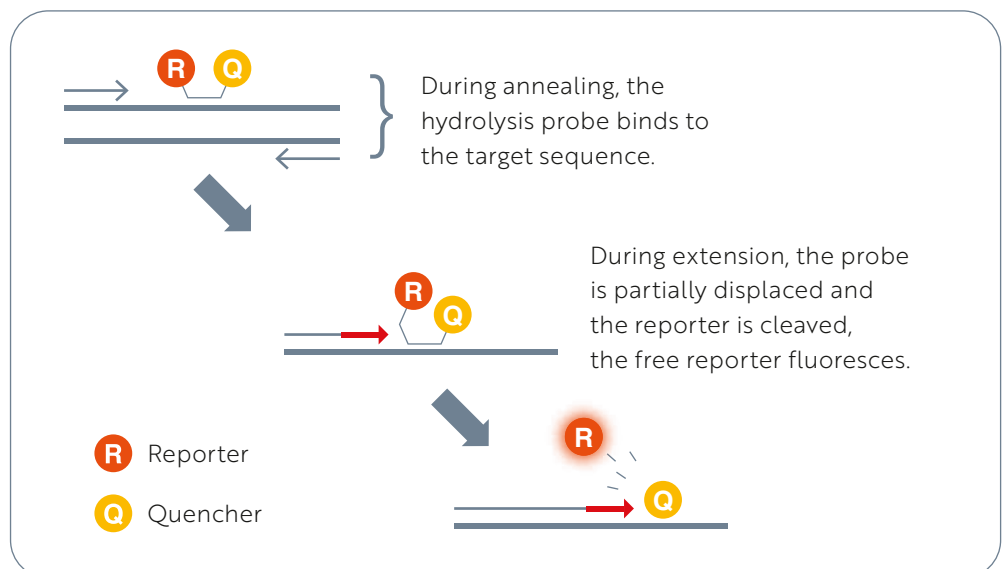 R Q
During annealing, the
hydrolysis probe binds to
the target sequence.
During extension, the probe
is partially displaced and
the reporter is cleaved,
the free reporter fluoresces.
R
Q
R
R Reporter
Q
Q Quencher